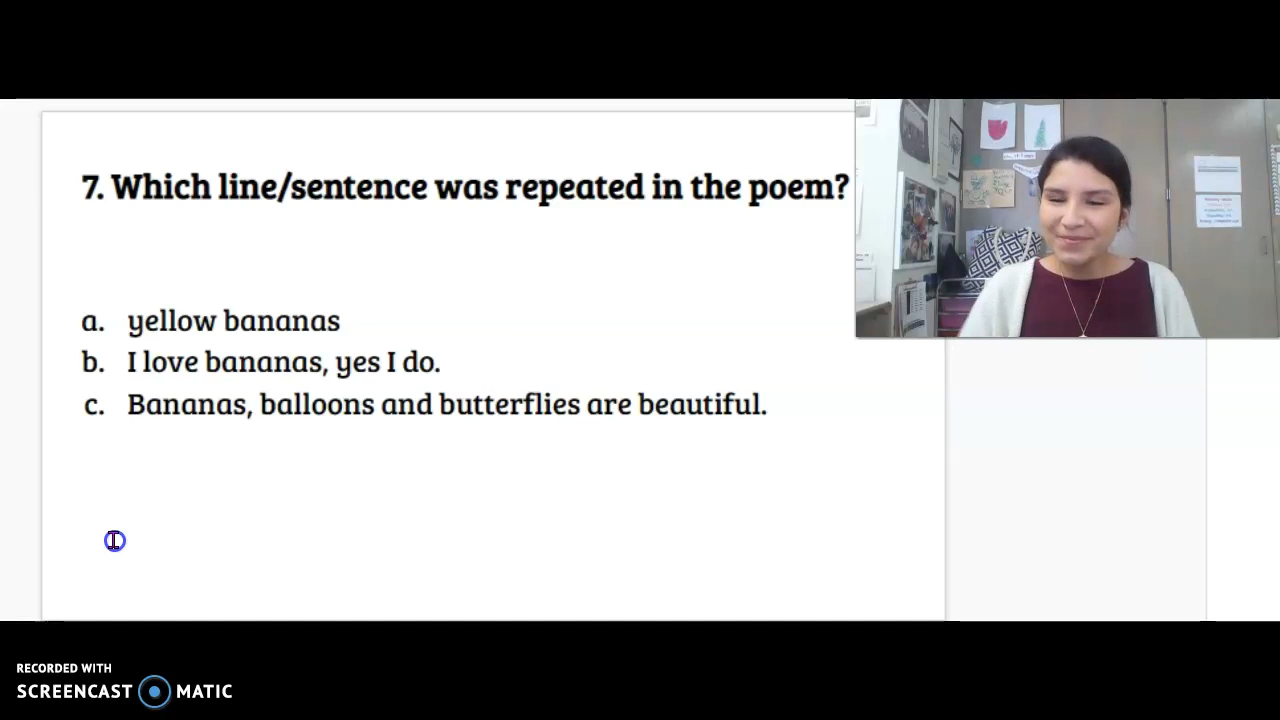 7. Which line/sentence was repeated in the poem?
a. yellow bananas
b. I love bananas, yes I do.
c. Bananas, balloons and butterflies are beautiful.
RECORDED WITH
SCREENCAST MATIC